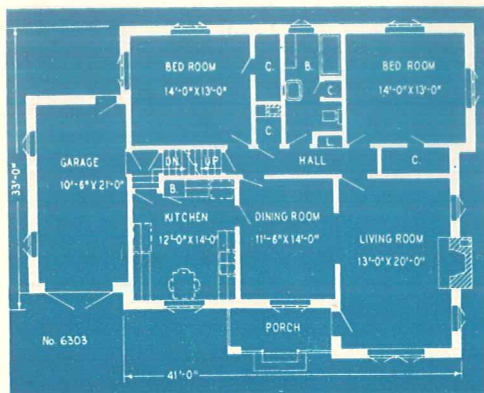 BED ROOM
14'-0" X 13'-0"
C.
B.
C.
C.
L.
BED ROOM
14'-0" X 13'-0"
GARAGE
10'-6" X 21'-0"
DN.
UP
HALL
C.
B.
KITCHEN
12'-0" X 14'-0"
DINING ROOM
11'-6" X 14'-0"
LIVING ROOM
13'-0" X 20'-0"
PORCH
33'-0"
No. 6303
41'-0"